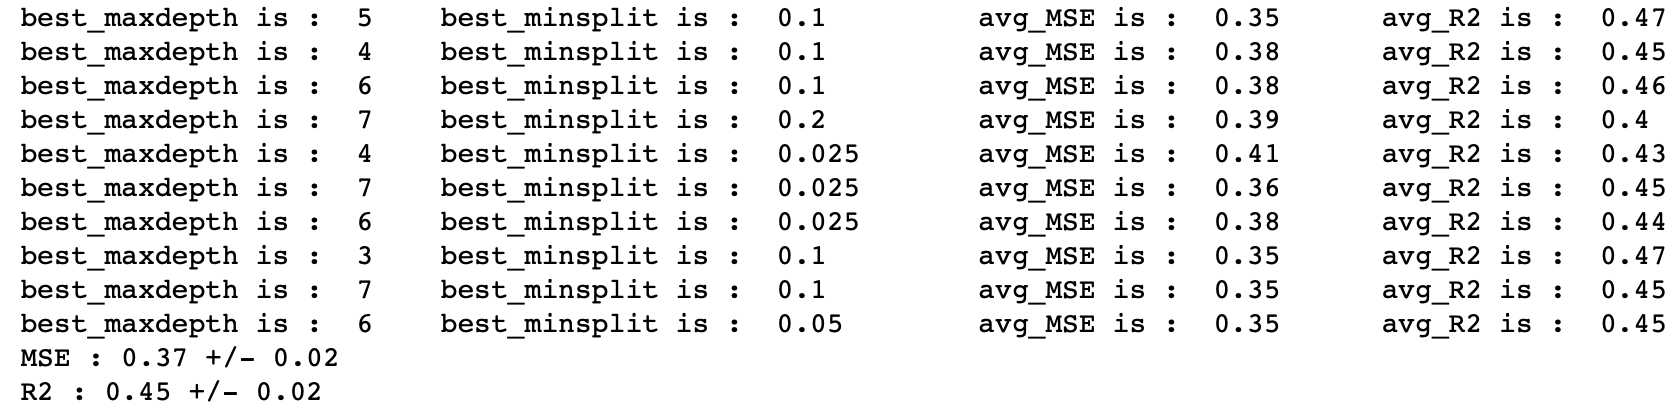 best_maxdepth is :  5    best_minsplit is :  0.1         avg_MSE is :  0.35      avg_R2 is :  0.47
best_maxdepth is :  4    best_minsplit is :  0.1         avg_MSE is :  0.38      avg_R2 is :  0.45
best_maxdepth is :  6    best_minsplit is :  0.1         avg_MSE is :  0.38      avg_R2 is :  0.46
best_maxdepth is :  7    best_minsplit is :  0.2         avg_MSE is :  0.39      avg_R2 is :  0.4
best_maxdepth is :  4    best_minsplit is :  0.025       avg_MSE is :  0.41      avg_R2 is :  0.43
best_maxdepth is :  7    best_minsplit is :  0.025       avg_MSE is :  0.36      avg_R2 is :  0.45
best_maxdepth is :  6    best_minsplit is :  0.025       avg_MSE is :  0.38      avg_R2 is :  0.44
best_maxdepth is :  3    best_minsplit is :  0.1         avg_MSE is :  0.35      avg_R2 is :  0.47
best_maxdepth is :  7    best_minsplit is :  0.1         avg_MSE is :  0.35      avg_R2 is :  0.45
best_maxdepth is :  6    best_minsplit is :  0.05        avg_MSE is :  0.35      avg_R2 is :  0.45
MSE : 0.37 +/- 0.02
R2 : 0.45 +/- 0.02